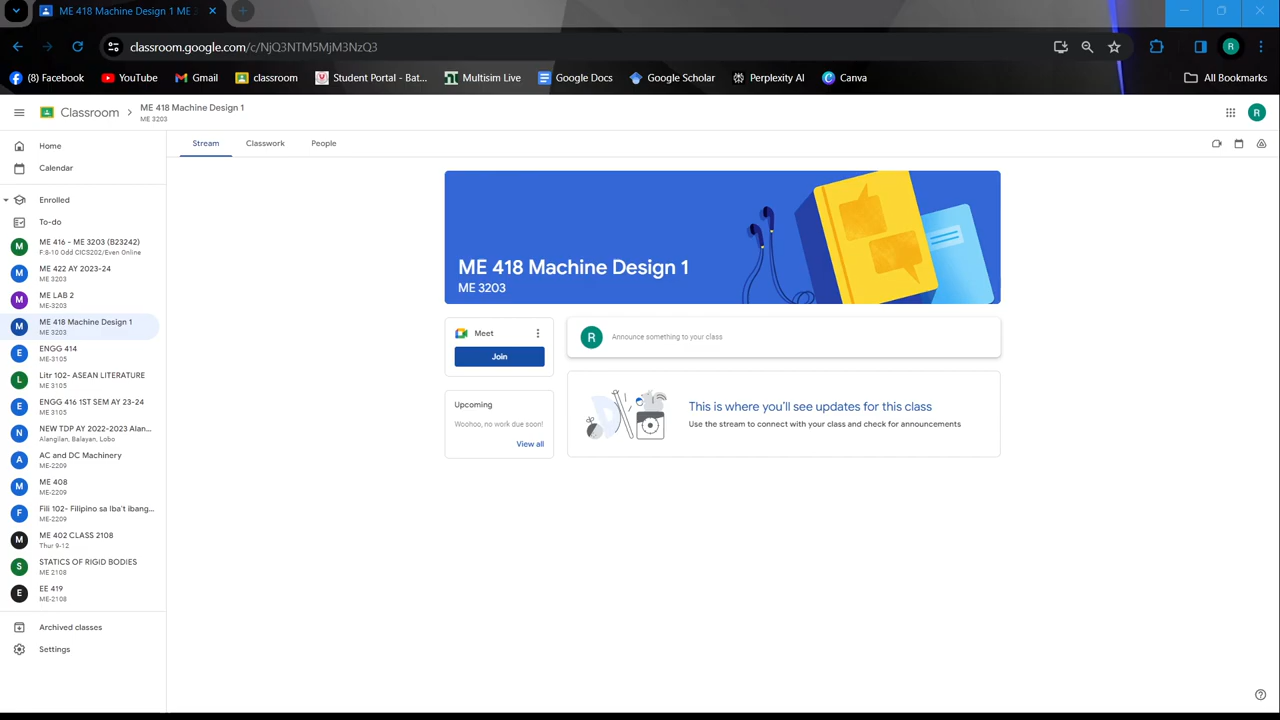 ME 418 Machine Design 1 ME 3
classroom.google.com/c/NjQ3NTM5MjM3NzQ3
(8) Facebook
YouTube
Gmail
classroom
Student Portal - Bat...
Multisim Live
Google Docs
Google Scholar
Perplexity AI
Canva
All Bookmarks
Classroom
ME 418 Machine Design 1
ME 3203
R
R
Home
Calendar
Enrolled
To-do
M
ME 416 - ME 3203 (B23242)
F:8-10 Odd CICS202/Even Online
M
ME 422 AY 2023-24
ME 3203
M
ME LAB 2
ME-3203
M
ME 418 Machine Design 1
ME 3203
E
ENGG 414
ME-3105
L
Litr 102- ASEAN LITERATURE
ME 3105
E
ENGG 416 1ST SEM AY 23-24
ME 3105
N
NEW TDP AY 2022-2023 Alan...
Alangilan, Balayan, Lobo
A
AC and DC Machinery
ME-2209
M
ME 408
ME-2209
F
Fili 102- Filipino sa Iba't ibang...
ME-2209
M
ME 402 CLASS 2108
Thur 9-12
S
STATICS OF RIGID BODIES
ME 2108
E
EE 419
ME-2108
Archived classes
Settings
Stream
Classwork
People
ME 418 Machine Design 1
ME 3203
Meet
Join
Upcoming
Woohoo, no work due soon!
View all
R
Announce something to your class
This is where you'll see updates for this class
Use the stream to connect with your class and check for announcements